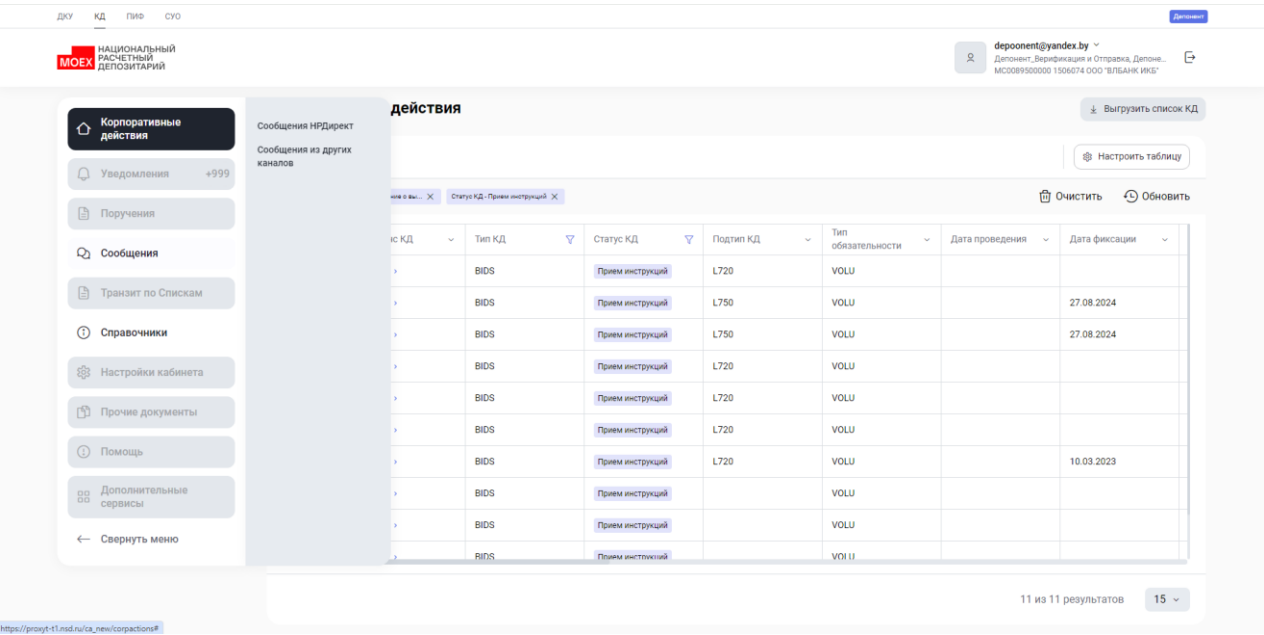 ДКУ КД ПИФ СУО Депонент
MOEX НАЦИОНАЛЬНЫЙ
РАСЧЕТНЫЙ
ДЕПОЗИТАРИЙ
depoonent@yandex.by
Депонент_Верификация и Отправка, Депоне...
MC0089500000 1506074 ООО "ВЛБАНК ИКБ"
Корпоративные
действия
Уведомления +999
Поручения
Сообщения
Транзит по Спискам
Справочники
Настройки кабинета
Прочие документы
Помощь
Дополнительные
сервисы
Свернуть меню
Сообщения НРДирект
Сообщения из других
каналов
действия
Выгрузить список КД
Настроить таблицу
Статус КД - Прием инструкций
Очистить Обновить
КД Тип КД Статус КД Подтип КД Тип
обязательности Дата проведения Дата фиксации
BIDS Прием инструкций L720 VOLU
BIDS Прием инструкций L750 VOLU 27.08.2024
BIDS Прием инструкций L750 VOLU 27.08.2024
BIDS Прием инструкций L720 VOLU
BIDS Прием инструкций L720 VOLU
BIDS Прием инструкций L720 VOLU
BIDS Прием инструкций L720 VOLU 10.03.2023
BIDS Прием инструкций VOLU
BIDS Прием инструкций VOLU
BIDS Прием инструкций VOLU
11 из 11 результатов 15
https://proxyt-t1.nsd.ru/ca_new/corpactions#